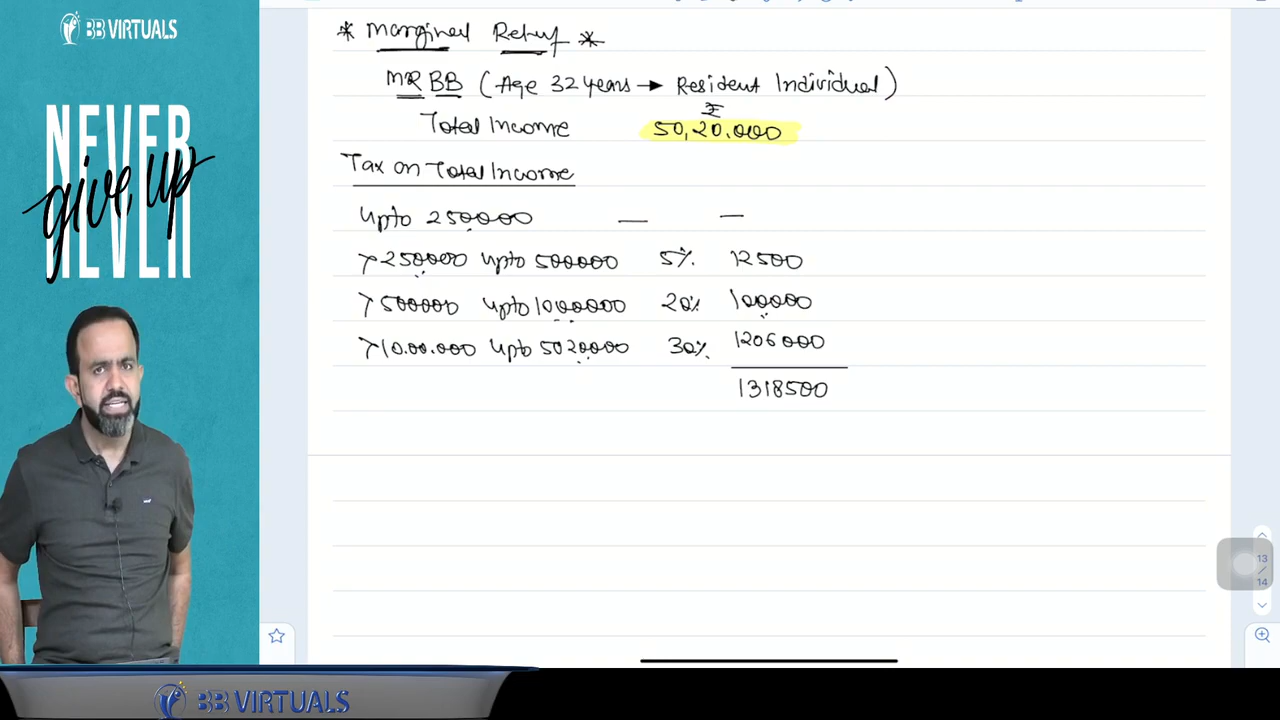 BB VIRTUALS
NEVER
give up
NEVER
* Marginal Relief *
MR BB (Age 32 years → Resident Individual)
₹
Total Income 50,20,000
Tax on Total Income
Upto 250000 — —
>250000 upto 500000 5% 12500
>500000 upto 1000000 20% 100000
>10,00,000 upto 5020000 30% 1206000
1318500
13
/
14
BB VIRTUALS